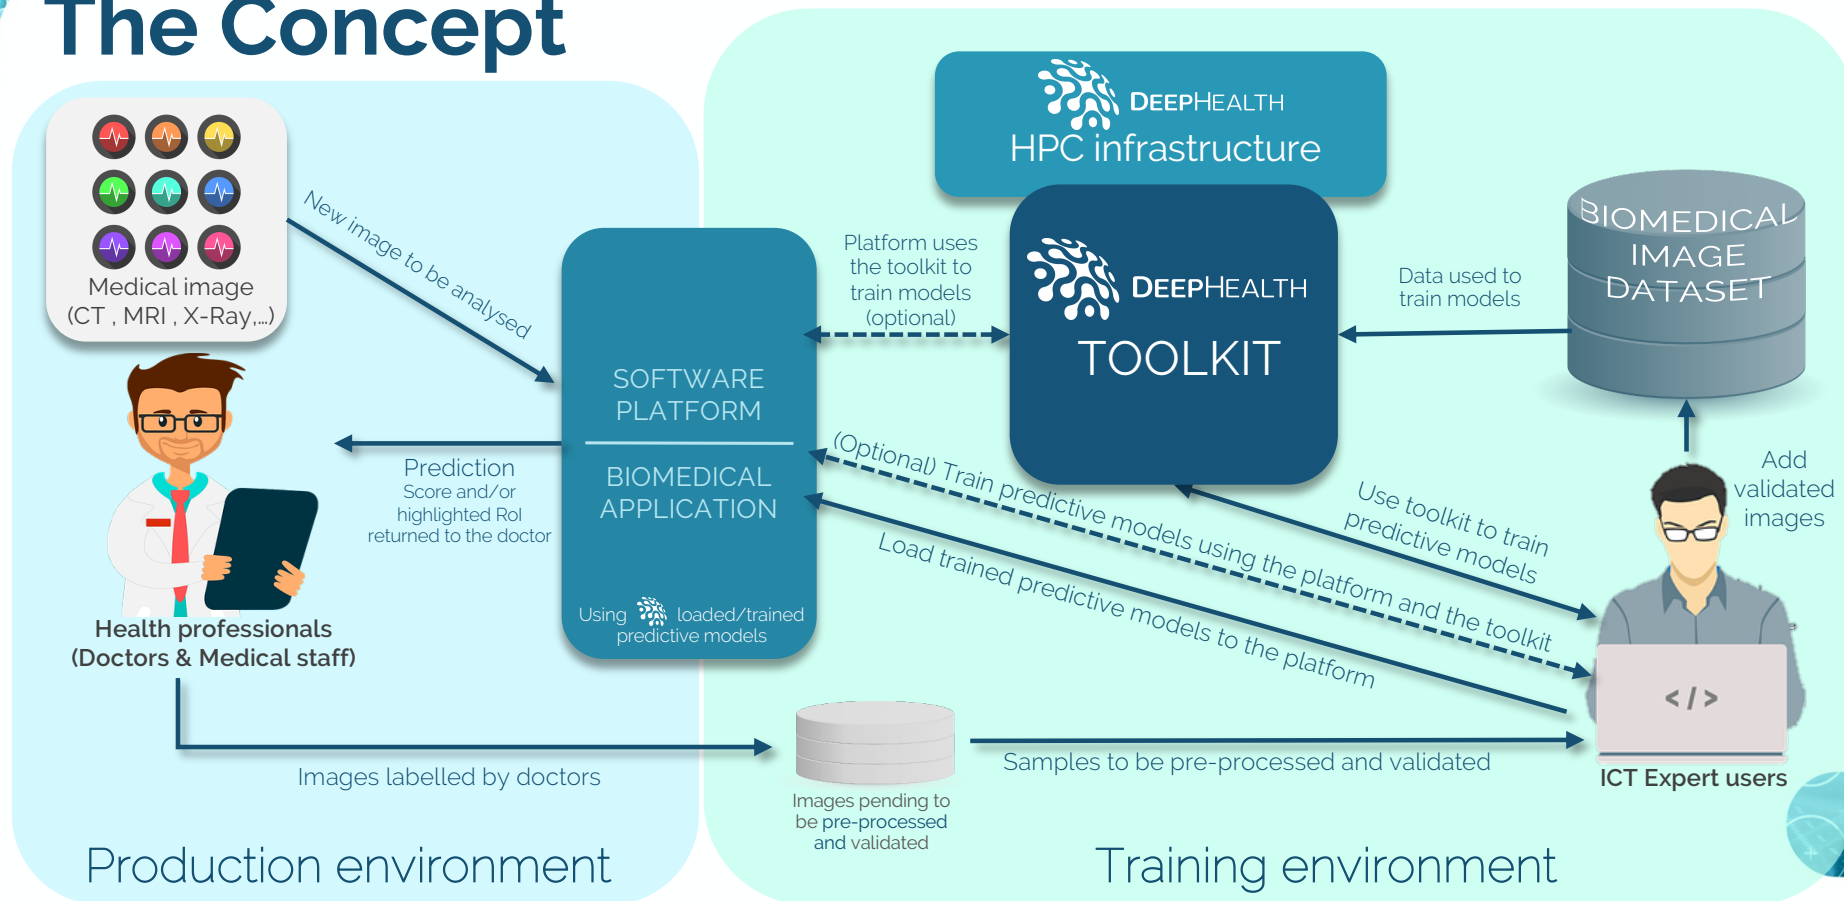 The Concept
Medical image
(CT , MRI , X-Ray,...)
New image to be analysed
Health professionals
(Doctors & Medical staff)
Prediction
Score and/or
highlighted RoI
returned to the doctor
SOFTWARE
PLATFORM
BIOMEDICAL
APPLICATION
Using loaded/trained
predictive models
Images labelled by doctors
Production environment
DEEPHEALTH
HPC infrastructure
DEEPHEALTH
TOOLKIT
Platform uses
the toolkit to
train models
(optional)
Data used to
train models
BIOMEDICAL
IMAGE
DATASET
Add
validated
images
Use toolkit to train
predictive models
(Optional) Train predictive models using the platform and the toolkit
Load trained predictive models to the platform
</>
ICT Expert users
Samples to be pre-processed and validated
Images pending to
be pre-processed
and validated
Training environment